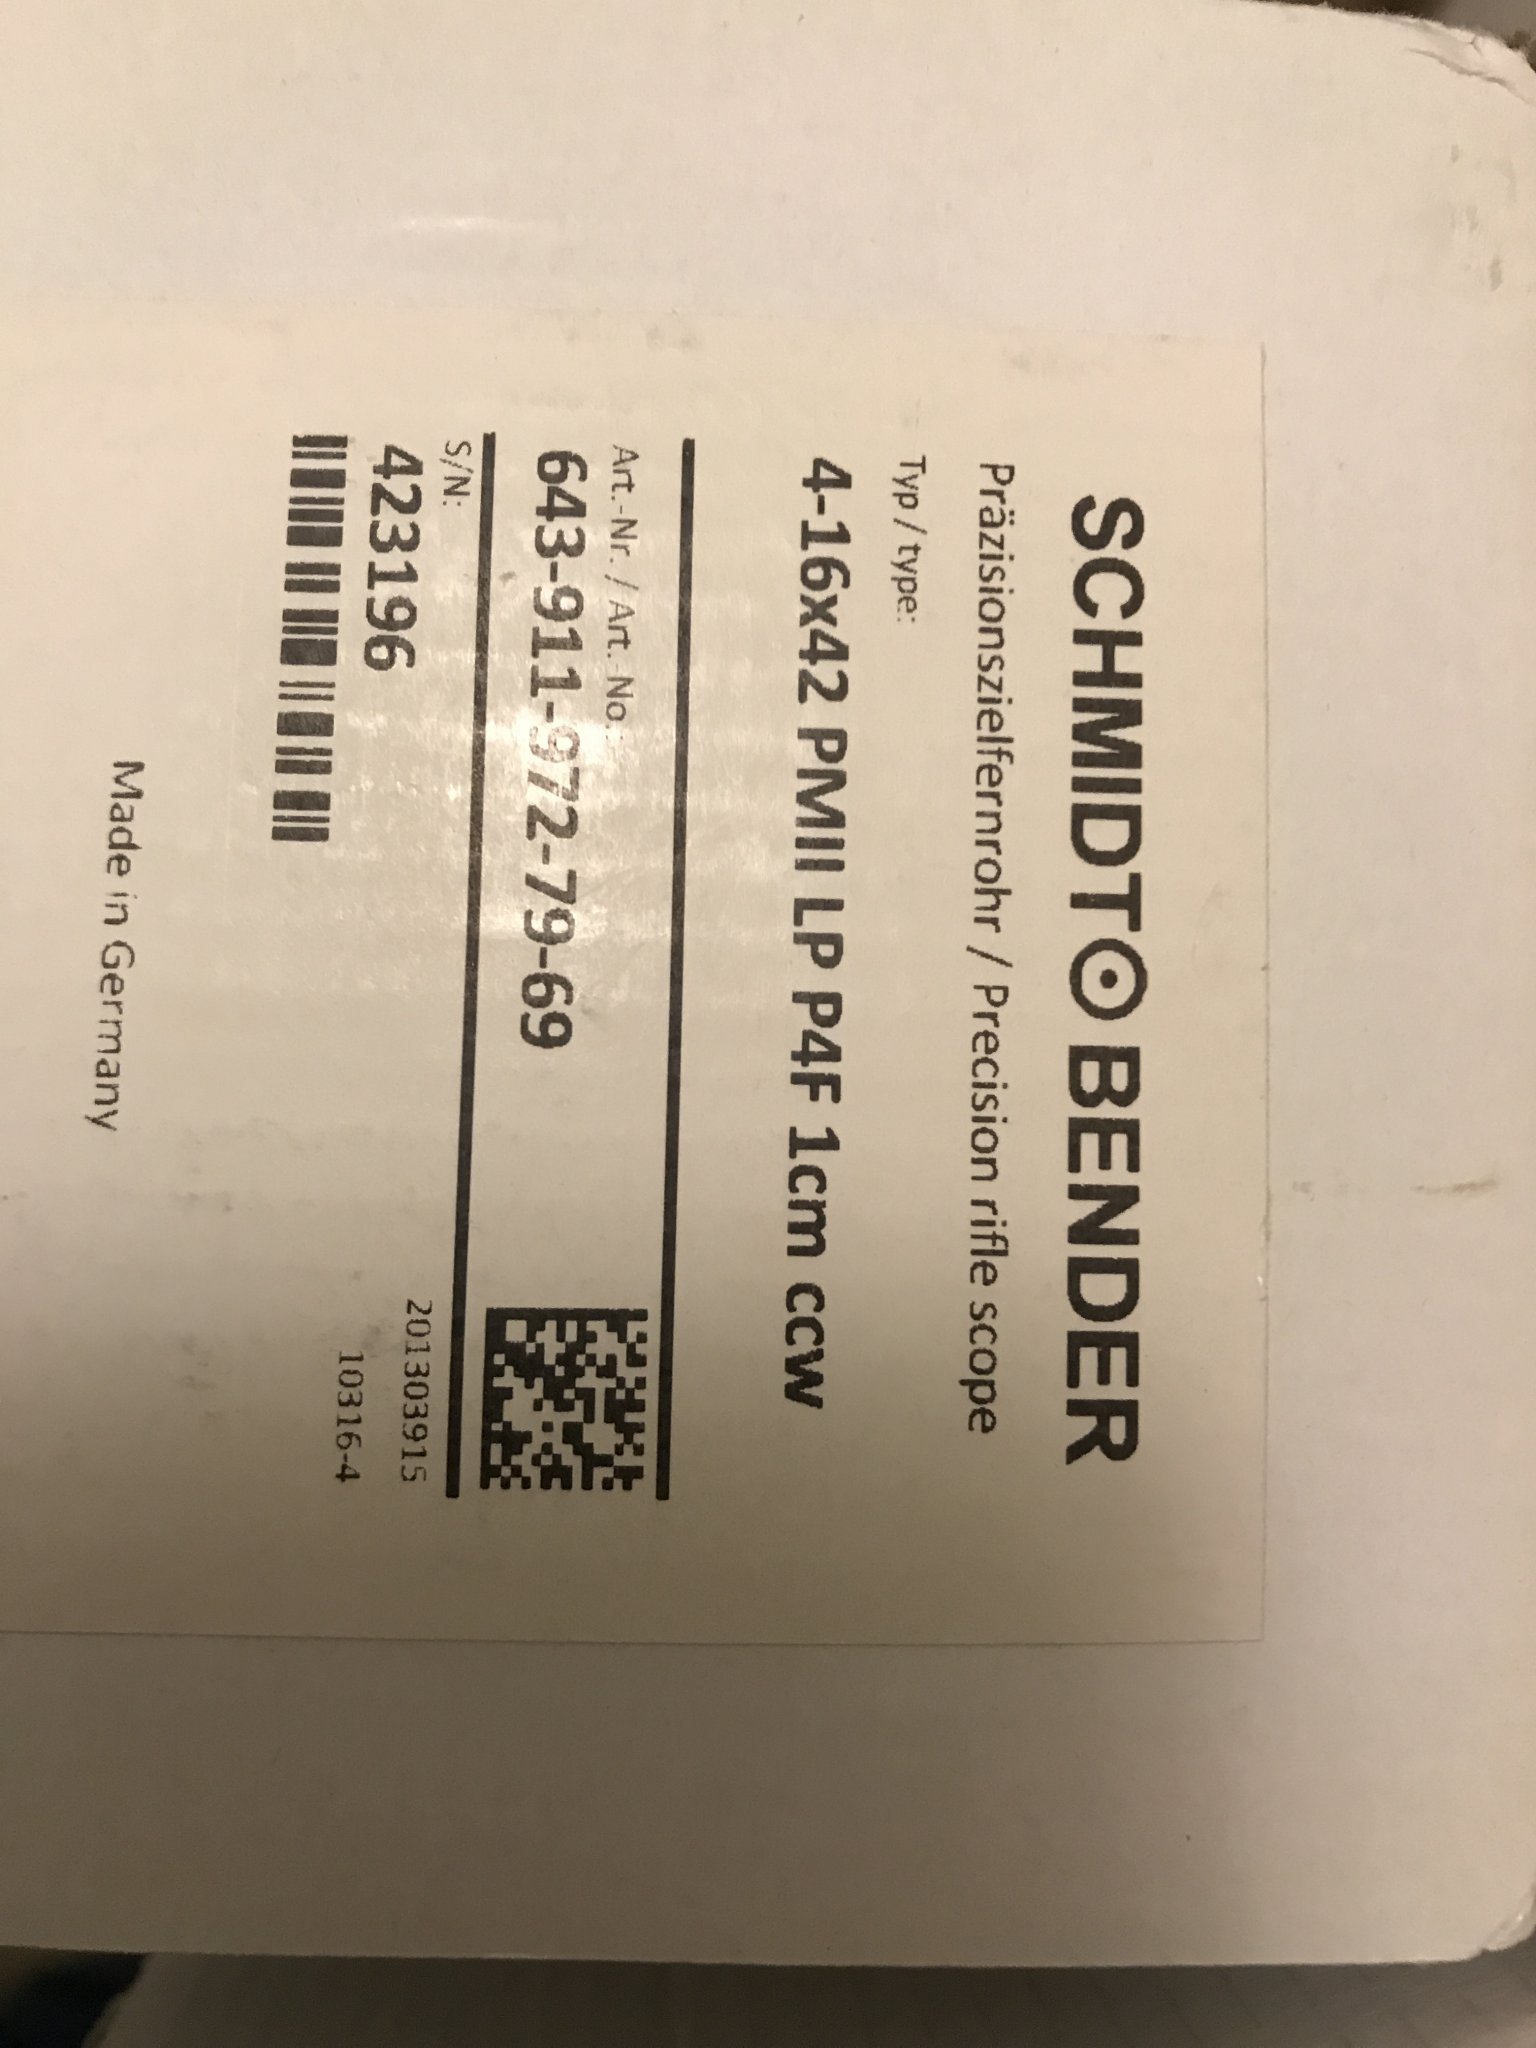 SCHMIDT BENDER
Präzisionszielfernrohr / Precision rifle scope
Typ / type:
4-16x42 PMII LP P4F 1cm ccw
Art.-Nr. / Art.-No.:
643-911-972-79-69
S/N:
423196
201303915
10316-4
Made in Germany